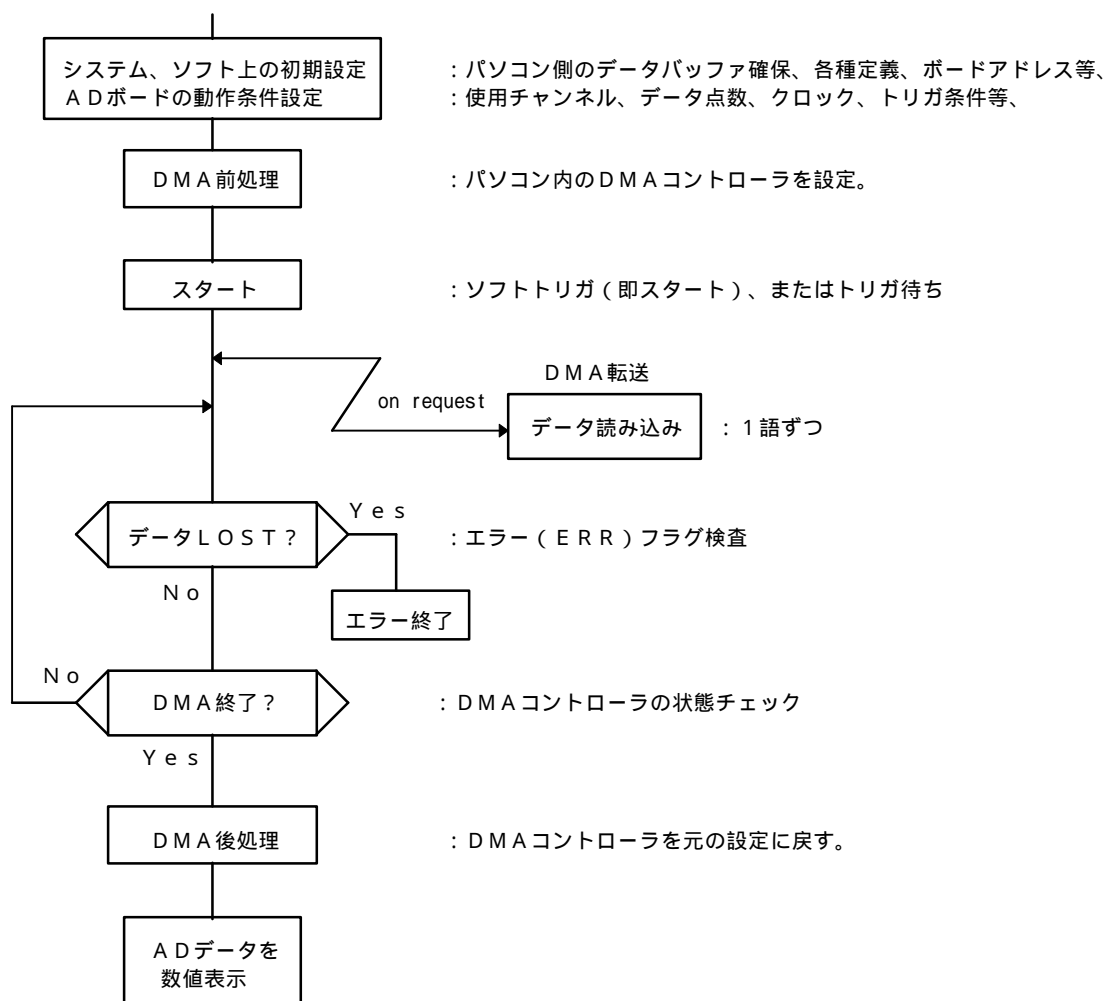 システム、ソフト上の初期設定
ADボードの動作条件設定
:パソコン側のデータバッファ確保、各種定義、ボードアドレス等、
:使用チャンネル、データ点数、クロック、トリガ条件等、
DMA前処理
:パソコン内のDMAコントローラを設定。
スタート
:ソフトトリガ(即スタート)、またはトリガ待ち
DMA転送
on request
データ読み込み
:1語ずつ
データLOST?
Yes
:エラー(ERR)フラグ検査
No
エラー終了
No
DMA終了?
:DMAコントローラの状態チェック
Yes
DMA後処理
:DMAコントローラを元の設定に戻す。
ADデータを
数値表示